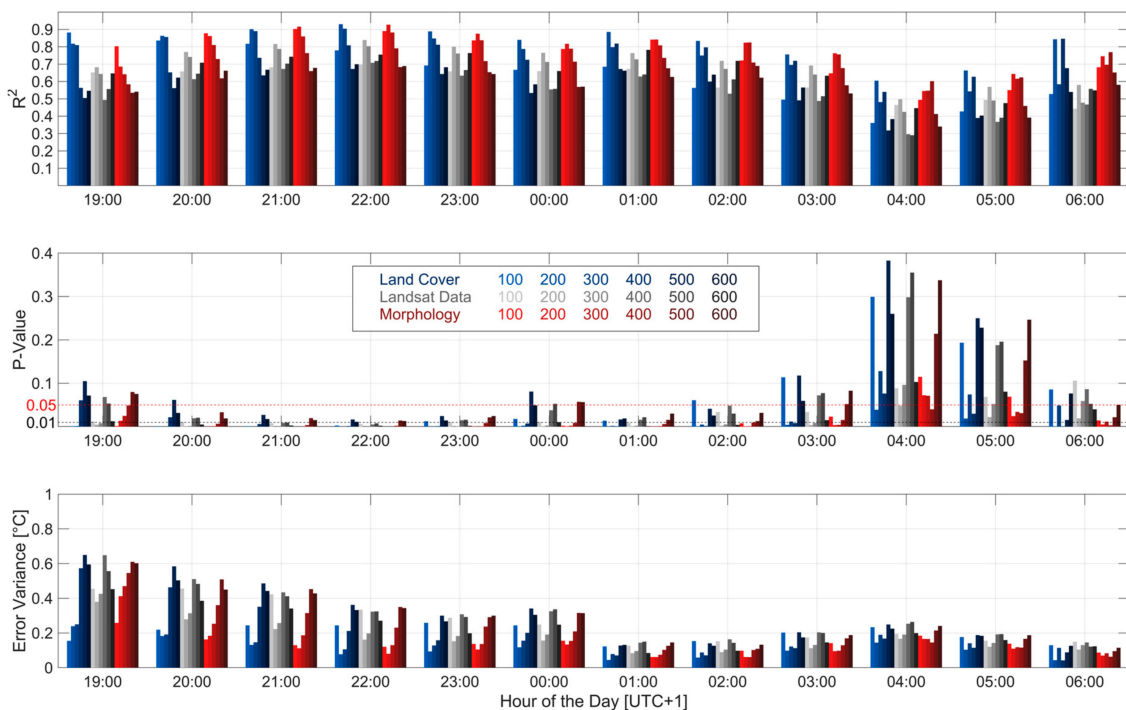 0.9
0.8
0.7
0.6
0.5
0.4
0.3
0.2
0.1
R2
19:00 20:00 21:00 22:00 23:00 00:00 01:00 02:00 03:00 04:00 05:00 06:00
0.4
0.3
0.2
0.1
0.05
0.01
P-Value
Land Cover 100 200 300 400 500 600
Landsat Data 100 200 300 400 500 600
Morphology 100 200 300 400 500 600
19:00 20:00 21:00 22:00 23:00 00:00 01:00 02:00 03:00 04:00 05:00 06:00
1
0.8
0.6
0.4
0.2
0
Error Variance [°C]
19:00 20:00 21:00 22:00 23:00 00:00 01:00 02:00 03:00 04:00 05:00 06:00
Hour of the Day [UTC+1]